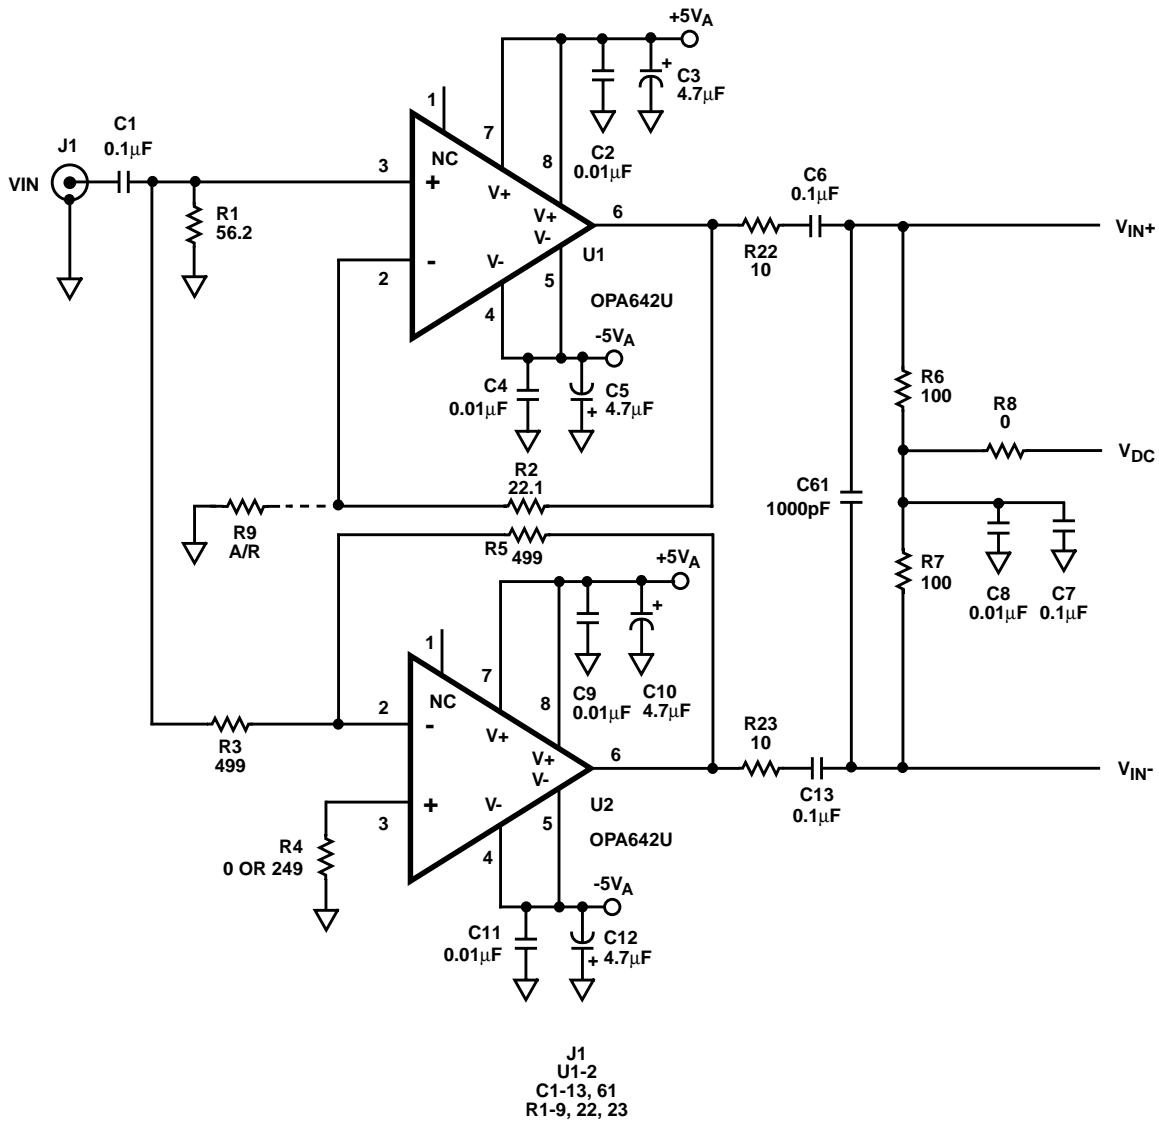 +5VA
C3
4.7µF
1
7
C2
0.01µF
8
C1
0.1µF
J1
VIN
3
NC
+
V+
V+
V-
6
C6
0.1µF
VIN+
R1
56.2
R22
10
U1
2
-
V-
5
4
OPA642U
-5VA
C4
0.01µF
C5
4.7µF
+
+
R6
100
R8
0
VDC
R2
22.1
C61
1000pF
R9
A/R
R5
499
+5VA
R7
100
C8
0.01µF
C7
0.1µF
1
7
+
C9
0.01µF
C10
4.7µF
NC
8
2
-
V+
R3
499
V+
V-
6
R23
10
VIN-
C13
0.1µF
+
3
V-
5
U2
OPA642U
4
R4
0 OR 249
-5VA
C11
0.01µF
C12
4.7µF
+
J1
U1-2
C1-13, 61
R1-9, 22, 23